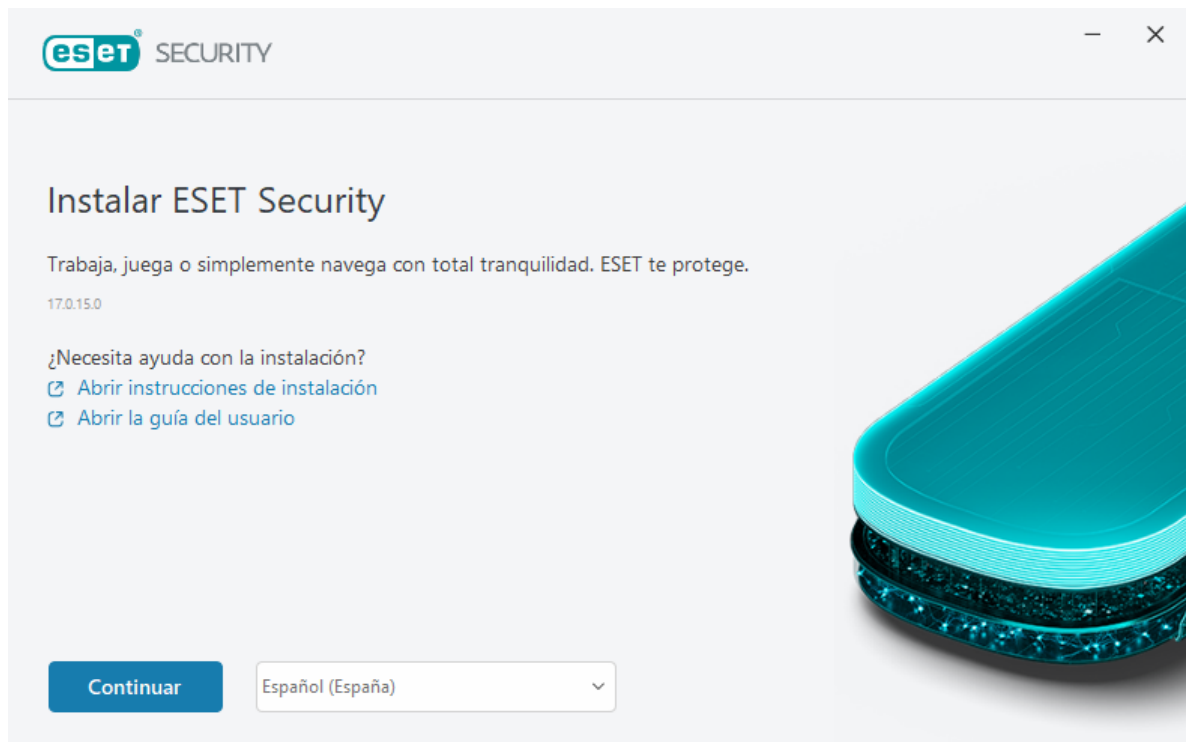 eset® SECURITY
Instalar ESET Security
Trabaja, juega o simplemente navega con total tranquilidad. ESET te protege.
17.0.15.0
¿Necesita ayuda con la instalación?
Abrir instrucciones de instalación
Abrir la guía del usuario
Continuar
Español (España)